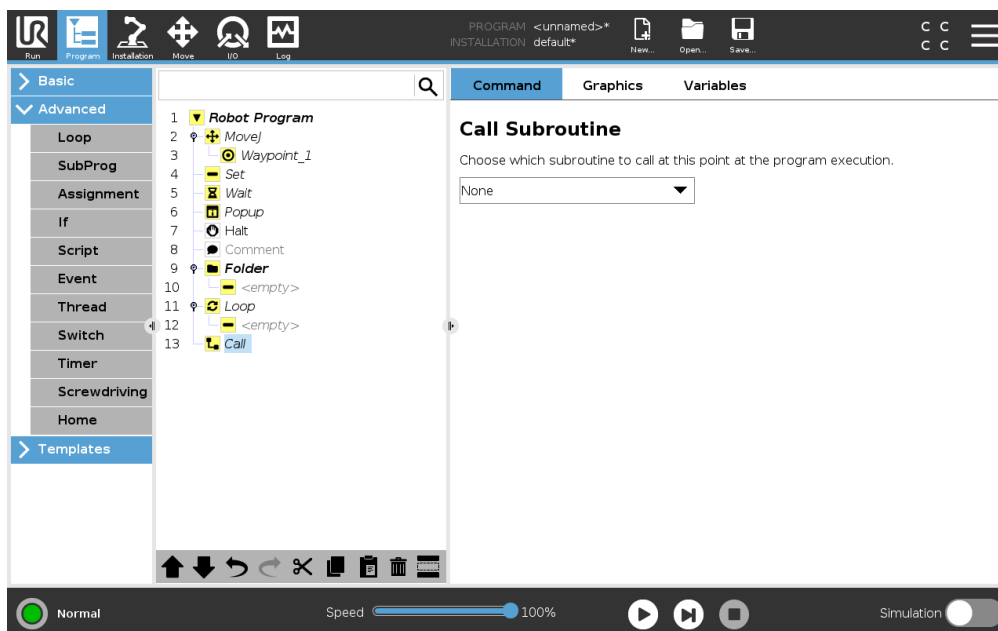 PROGRAM <unnamed>*
INSTALLATION default*
UR
Run Program Installation Move I/O Log
New... Open... Save...
C C
C C
Basic
Advanced
Loop
SubProg
Assignment
If
Script
Event
Thread
Switch
Timer
Screwdriving
Home
Templates
1 Robot Program
2 MoveJ
3 Waypoint_1
4 Set
5 Wait
6 Popup
7 Halt
8 Comment
9 Folder
10 <empty>
11 Loop
12 <empty>
13 Call
Command Graphics Variables
Call Subroutine
Choose which subroutine to call at this point at the program execution.
None
Normal
Speed 100%
Simulation